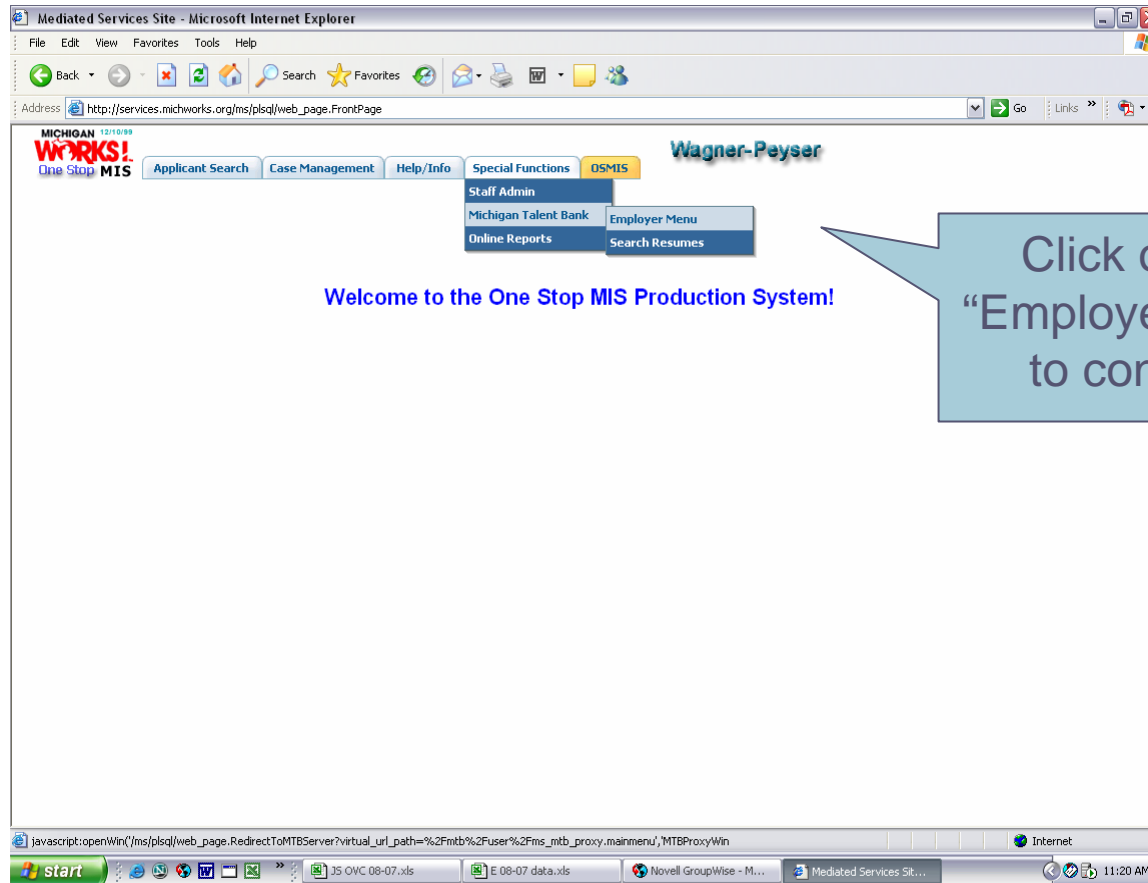 Mediated Services Site - Microsoft Internet Explorer
File Edit View Favorites Tools Help
Back Search Favorites
Address http://services.michworks.org/ms/plsql/web_page.FrontPage Go Links »
MICHIGAN 12/10/99
WORKS!
One Stop MIS
Applicant Search Case Management Help/Info Special Functions OSMIS
Wagner-Peyser
Staff Admin
Michigan Talent Bank Employer Menu
Online Reports Search Resumes
Welcome to the One Stop MIS Production System!
Click
“Employe
to
javascript:openWin('/ms/plsql/web_page.RedirectToMTBServer?virtual_url_path=%2Fmtb%2Fuser%2Fms_mtb_proxy.mainmenu','MTBProxyWin Internet
start » JS OVC 08-07.xls E 08-07 data.xls Novell GroupWise - M... Mediated Services Sit... 11:20 AM